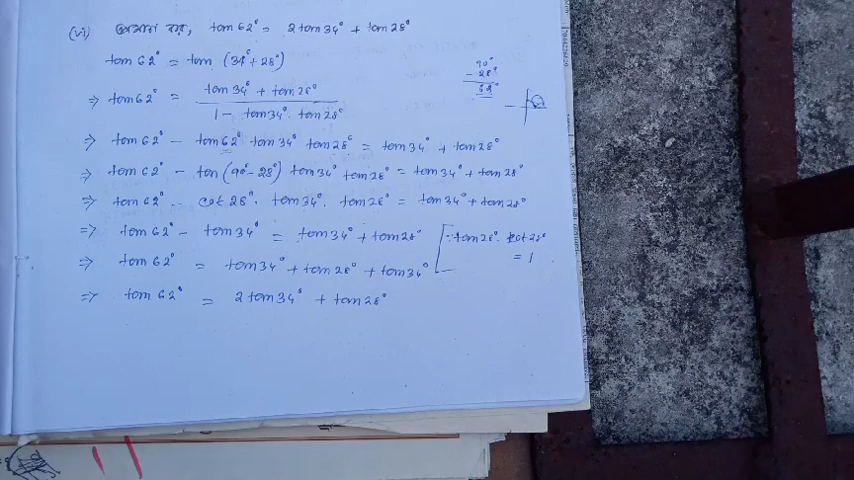 (vi) প্রমাণ কর, tan 62° = 2 tan 34° + tan 28°
tan 62° = tan (34° + 28°)
⇒ tan 62° = (tan 34° + tan 28°) / (1 - tan 34° . tan 28°)
90°
- 28°
62°
⇒ tan 62° - tan 62° tan 34° tan 28° = tan 34° + tan 28°
⇒ tan 62° - tan (90° - 28°) tan 34° tan 28° = tan 34° + tan 28°
⇒ tan 62° - cot 28° . tan 34° . tan 28° = tan 34° + tan 28°
⇒ tan 62° - tan 34° = tan 34° + tan 28° [∵ tan 28° . cot 28°
= 1
⇒ tan 62° = tan 34° + tan 28° + tan 34°
⇒ tan 62° = 2 tan 34° + tan 28°